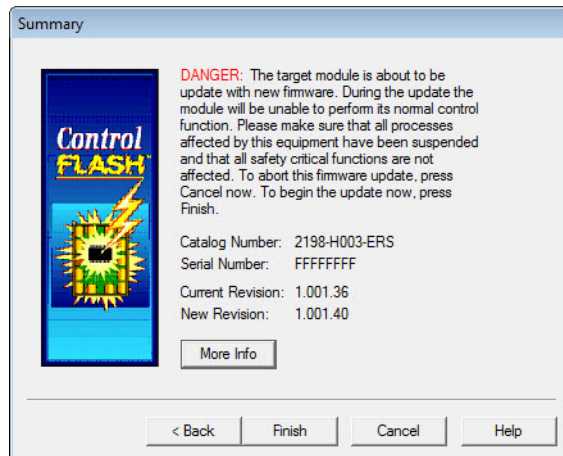 Summary
Control
FLASH™
DANGER: The target module is about to be
update with new firmware. During the update the
module will be unable to perform its normal control
function. Please make sure that all processes
affected by this equipment have been suspended
and that all safety critical functions are not
affected. To abort this firmware update, press
Cancel now. To begin the update now, press
Finish.
Catalog Number: 2198-H003-ERS
Serial Number: FFFFFFFF
Current Revision: 1.001.36
New Revision: 1.001.40
More Info
< Back Finish Cancel Help